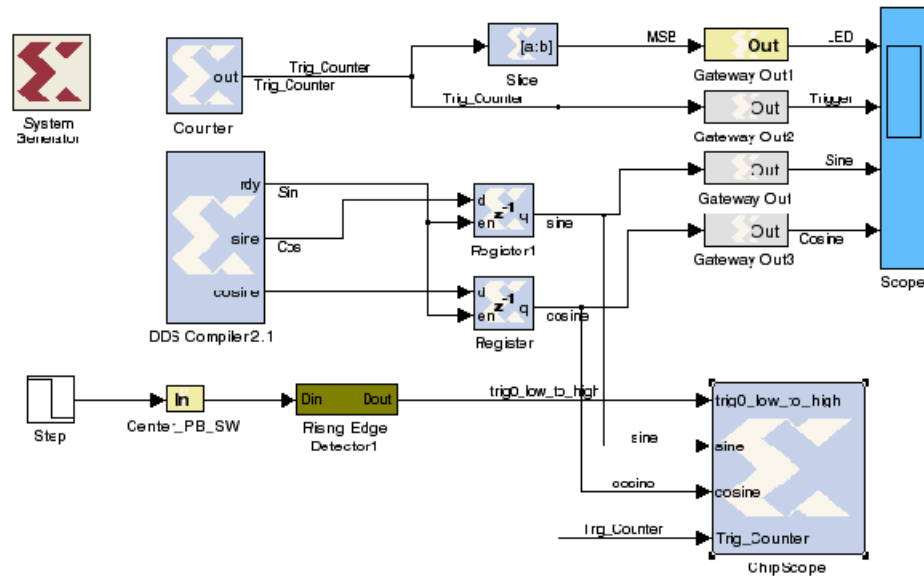 System
Generator
out
Counter
Trig_Counter
Trig_Counter
[a:b]
Slice
MSB
Out
LED
Gateway Out1
Trig_Counter
Out
Trigger
Gateway Out2
rdy
sine
cosine
DDS Compiler2.1
Sin
Cos
d
en
z-1
q
sine
Register1
Out
Sine
Gateway Out
d
en
z-1
q
cosine
Register
Out
Cosine
Gateway Out3
Scope
Step
In
Center_PB_SW
Din
Dout
Rising Edge
Detector1
trig0_low_to_high
trig0_low_to_high
sine
sine
cosine
cosine
Trig_Counter
Trig_Counter
ChipScope